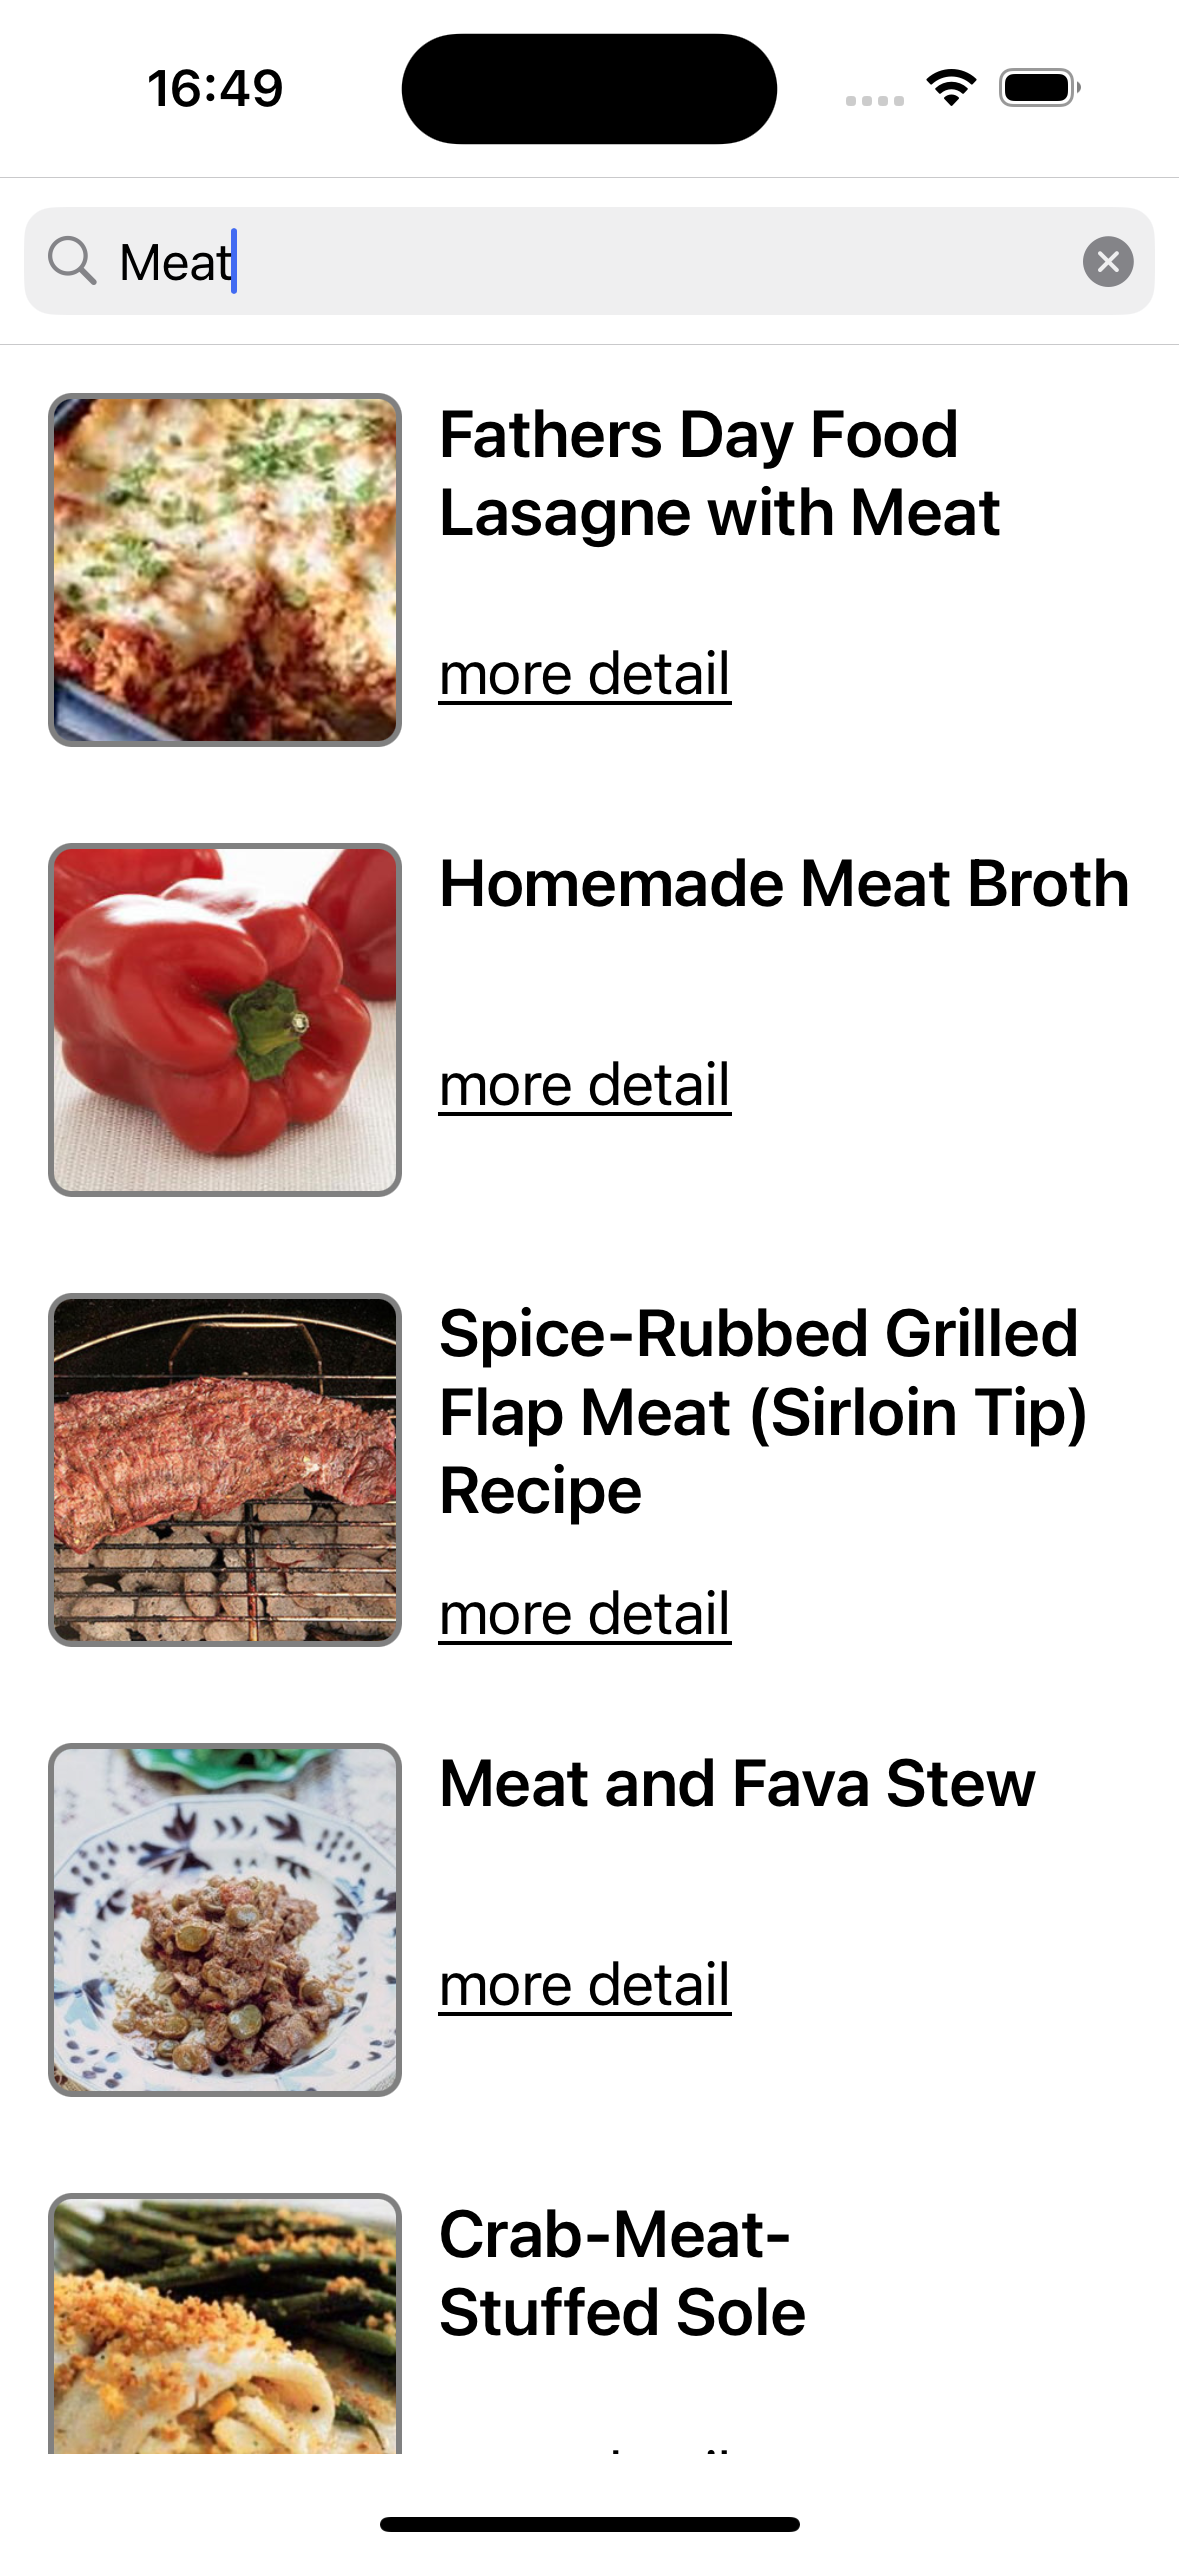 16:49
Meat
Fathers Day Food
Lasagne with Meat
more detail
Homemade Meat Broth
more detail
Spice-Rubbed Grilled
Flap Meat (Sirloin Tip)
Recipe
more detail
Meat and Fava Stew
more detail
Crab-Meat-
Stuffed Sole